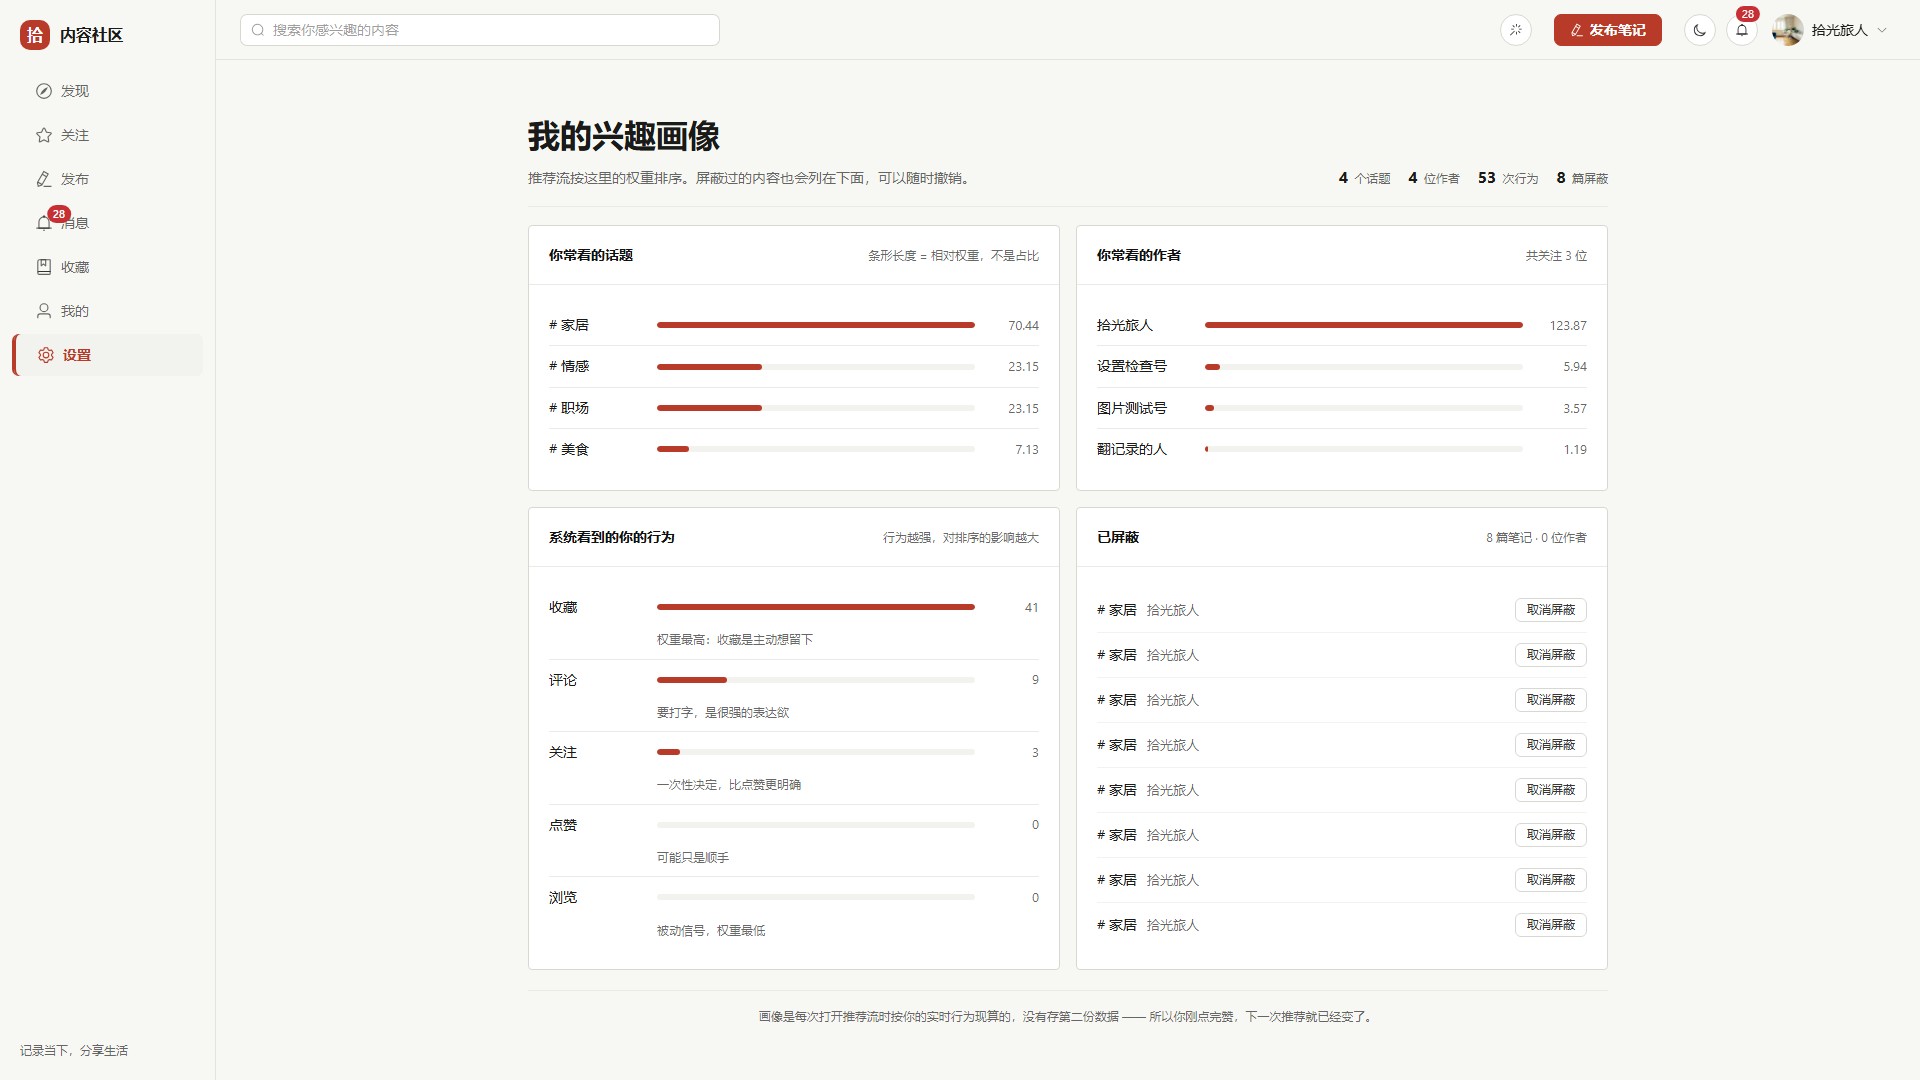 拾 内容社区
搜索你感兴趣的内容
发布笔记
28
拾光旅人
发现
关注
发布
28
消息
收藏
我的
设置
我的兴趣画像
推荐流按这里的权重排序。屏蔽过的内容也会列在下面，可以随时撤销。
4 个话题 4 位作者 53 次行为 8 篇屏蔽
你常看的话题 条形长度 = 相对权重，不是占比
# 家居 70.44
# 情感 23.15
# 职场 23.15
# 美食 7.13
你常看的作者 共关注 3 位
拾光旅人 123.87
设置检查号 5.94
图片测试号 3.57
翻记录的人 1.19
系统看到的你的行为 行为越强，对排序的影响越大
收藏 41
权重最高：收藏是主动想留下
评论 9
要打字，是很强的表达欲
关注 3
一次性决定，比点赞更明确
点赞 0
可能只是顺手
浏览 0
被动信号，权重最低
已屏蔽 8 篇笔记 · 0 位作者
# 家居 拾光旅人 取消屏蔽
# 家居 拾光旅人 取消屏蔽
# 家居 拾光旅人 取消屏蔽
# 家居 拾光旅人 取消屏蔽
# 家居 拾光旅人 取消屏蔽
# 家居 拾光旅人 取消屏蔽
# 家居 拾光旅人 取消屏蔽
# 家居 拾光旅人 取消屏蔽
画像是每次打开推荐流时按你的实时行为现算的，没有存第二份数据 —— 所以你刚点完赞，下一次推荐就已经变了。
记录当下，分享生活